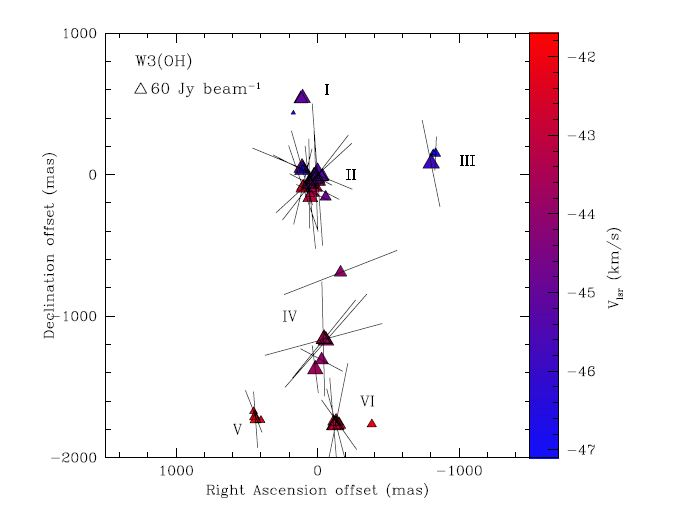 W3(OH)
△60 Jy beam⁻¹
I
II
III
IV
V
VI
1000
0
−1000
−2000
Declination offset (mas)
1000
0
−1000
Right Ascension offset (mas)
−42
−43
−44
−45
−46
−47
V_lsr (km/s)